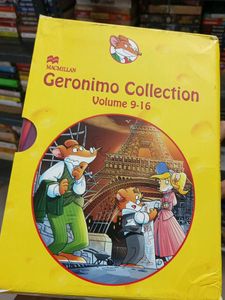 MACMILLAN
Geronimo Collection
Volume 9-16